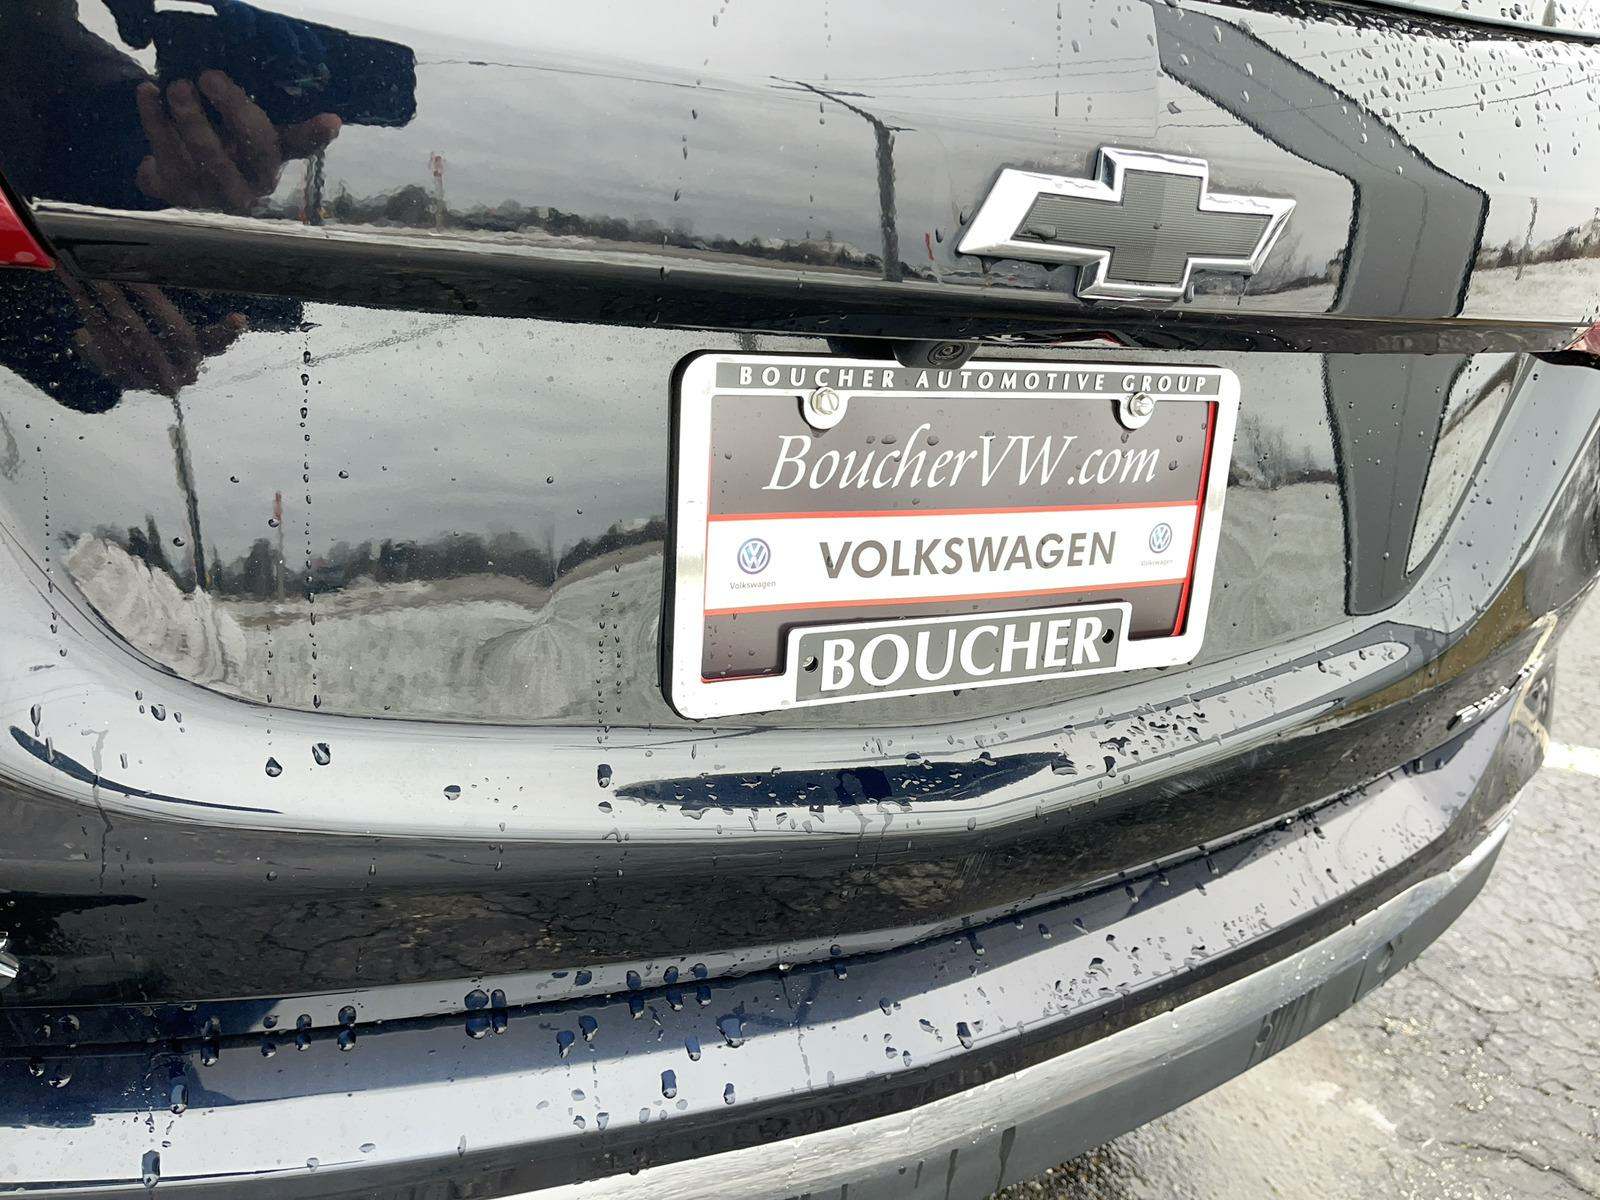 BOUCHER AUTOMOTIVE GROUP
BoucherVW.com
VOLKSWAGEN
Volkswagen
Volkswagen
BOUCHER